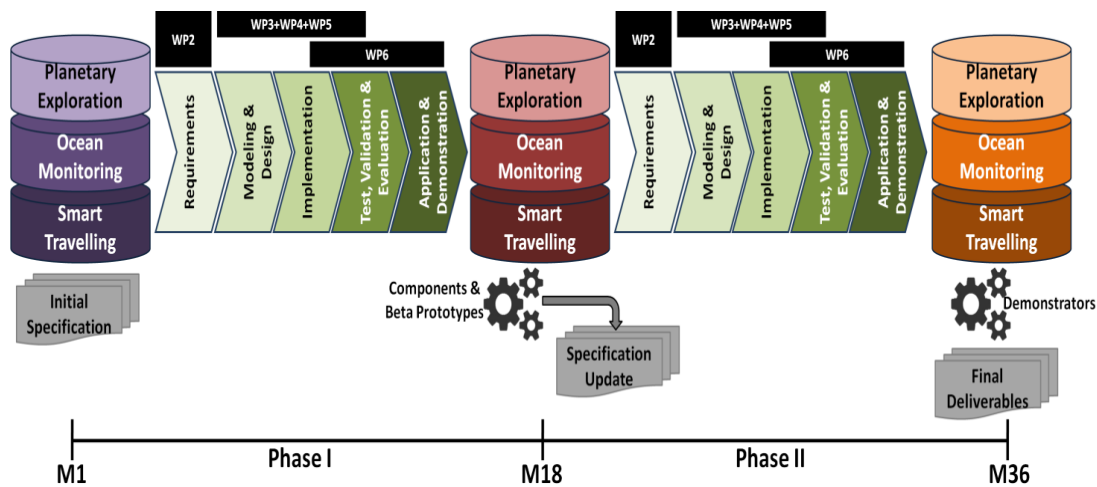 WP2
WP3+WP4+WP5
WP6
Planetary
Exploration
Ocean
Monitoring
Smart
Travelling
Requirements
Modeling &
Design
Implementation
Test, Validation &
Evaluation
Application &
Demonstration
Initial
Specification
WP2
WP3+WP4+WP5
WP6
Planetary
Exploration
Ocean
Monitoring
Smart
Travelling
Requirements
Modeling &
Design
Implementation
Test, Validation &
Evaluation
Application &
Demonstration
Components &
Beta Prototypes
Specification
Update
Planetary
Exploration
Ocean
Monitoring
Smart
Travelling
Demonstrators
Final
Deliverables
M1
Phase I
M18
Phase II
M36